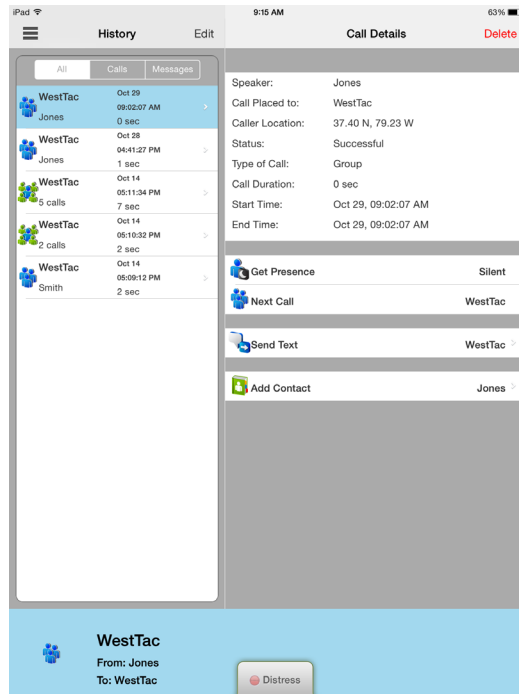 iPad 9:15 AM 63%
History Edit Call Details Delete
All Calls Messages
WestTac Oct 29
09:02:07 AM
Jones 0 sec
WestTac Oct 28
04:41:27 PM
Jones 1 sec
WestTac Oct 14
05:11:34 PM
5 calls 7 sec
WestTac Oct 14
05:10:32 PM
2 calls 2 sec
WestTac Oct 14
05:09:12 PM
Smith 2 sec
Speaker: Jones
Call Placed to: WestTac
Caller Location: 37.40 N, 79.23 W
Status: Successful
Type of Call: Group
Call Duration: 0 sec
Start Time: Oct 29, 09:02:07 AM
End Time: Oct 29, 09:02:07 AM
Get Presence Silent
Next Call WestTac
Send Text WestTac
Add Contact Jones
WestTac
From: Jones
To: WestTac
Distress